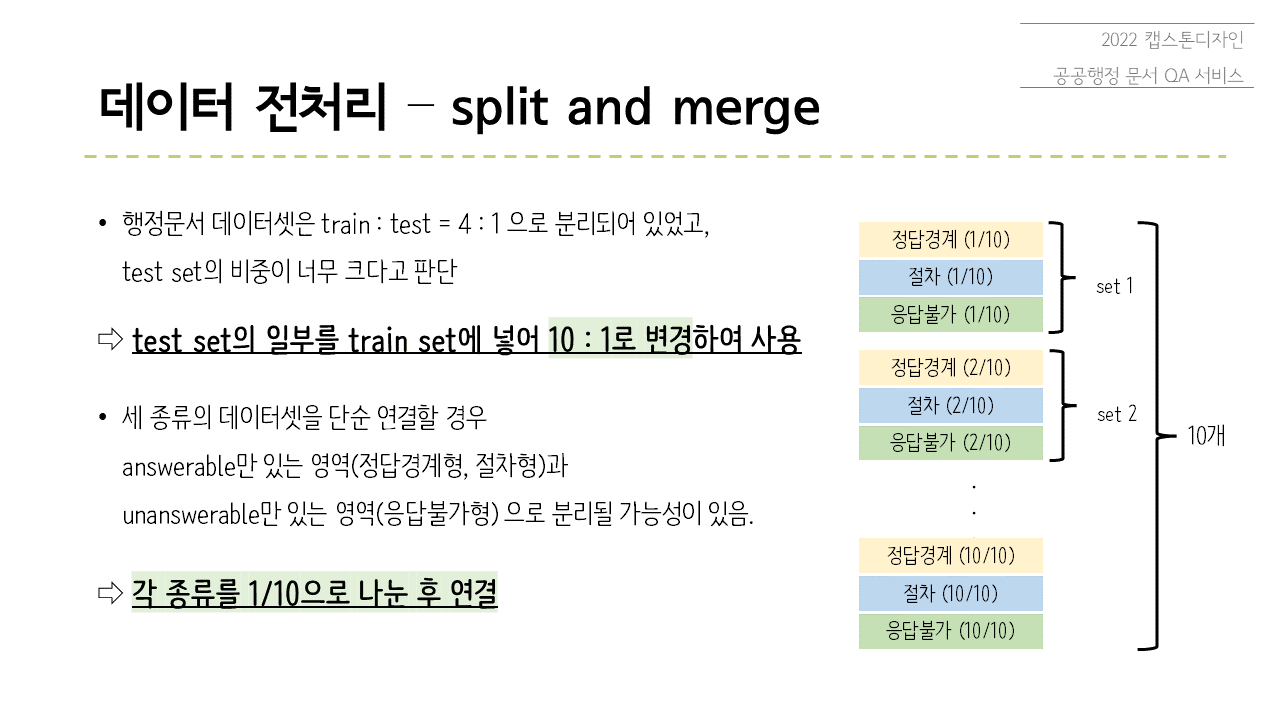 2022 캡스톤디자인
공공행정 문서 QA 서비스
데이터 전처리 – split and merge
• 행정문서 데이터셋은 train : test = 4 : 1 으로 분리되어 있었고,
test set의 비중이 너무 크다고 판단
⇨ test set의 일부를 train set에 넣어 10 : 1로 변경하여 사용
• 세 종류의 데이터셋을 단순 연결할 경우
answerable만 있는 영역(정답경계형, 절차형)과
unanswerable만 있는 영역(응답불가형) 으로 분리될 가능성이 있음.
⇨ 각 종류를 1/10으로 나눈 후 연결
정답경계 (1/10)
절차 (1/10)
응답불가 (1/10)
set 1
정답경계 (2/10)
절차 (2/10)
응답불가 (2/10)
set 2
.
.
정답경계 (10/10)
절차 (10/10)
응답불가 (10/10)
10개